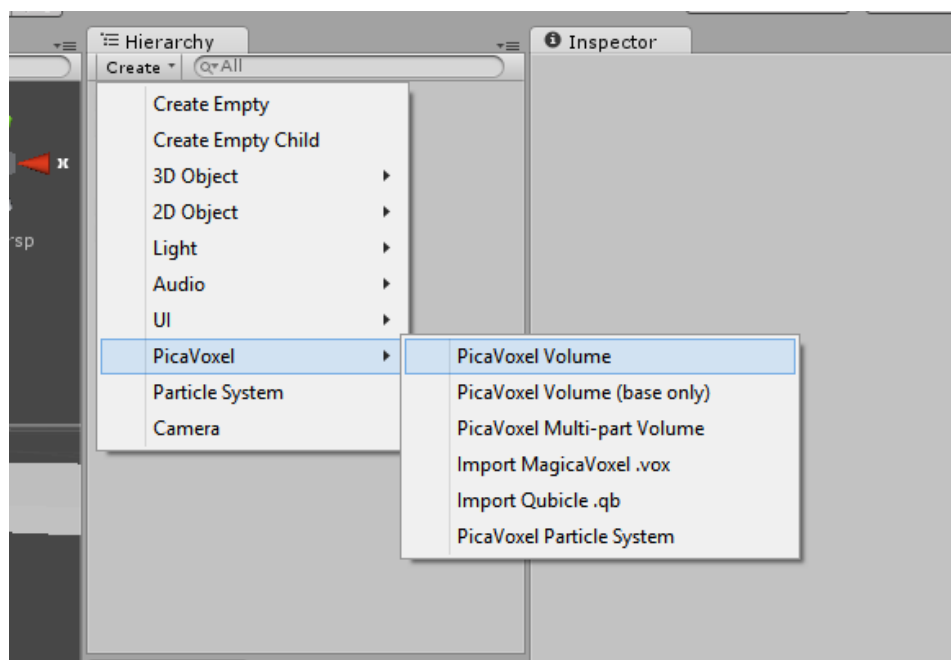 Hierarchy
Inspector
Create
All
Create Empty
Create Empty Child
3D Object
2D Object
Light
Audio
UI
PicaVoxel
Particle System
Camera
PicaVoxel Volume
PicaVoxel Volume (base only)
PicaVoxel Multi-part Volume
Import MagicaVoxel .vox
Import Qubicle .qb
PicaVoxel Particle System
x